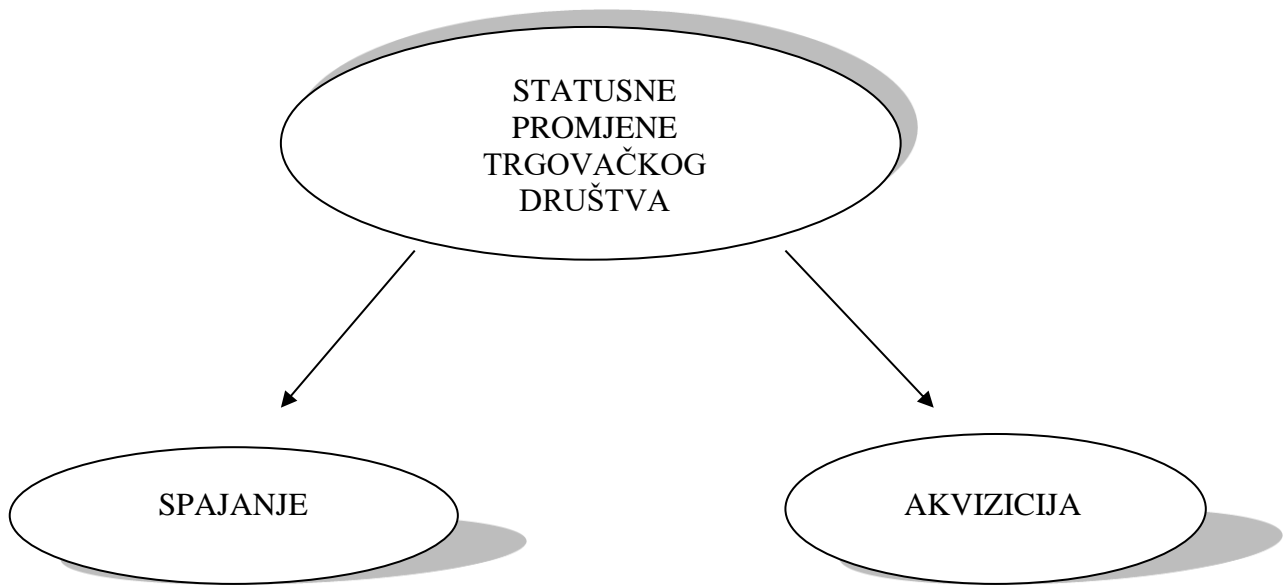 STATUSNE
PROMJENE
TRGOVAČKOG
DRUŠTVA
SPAJANJE
AKVIZICIJA